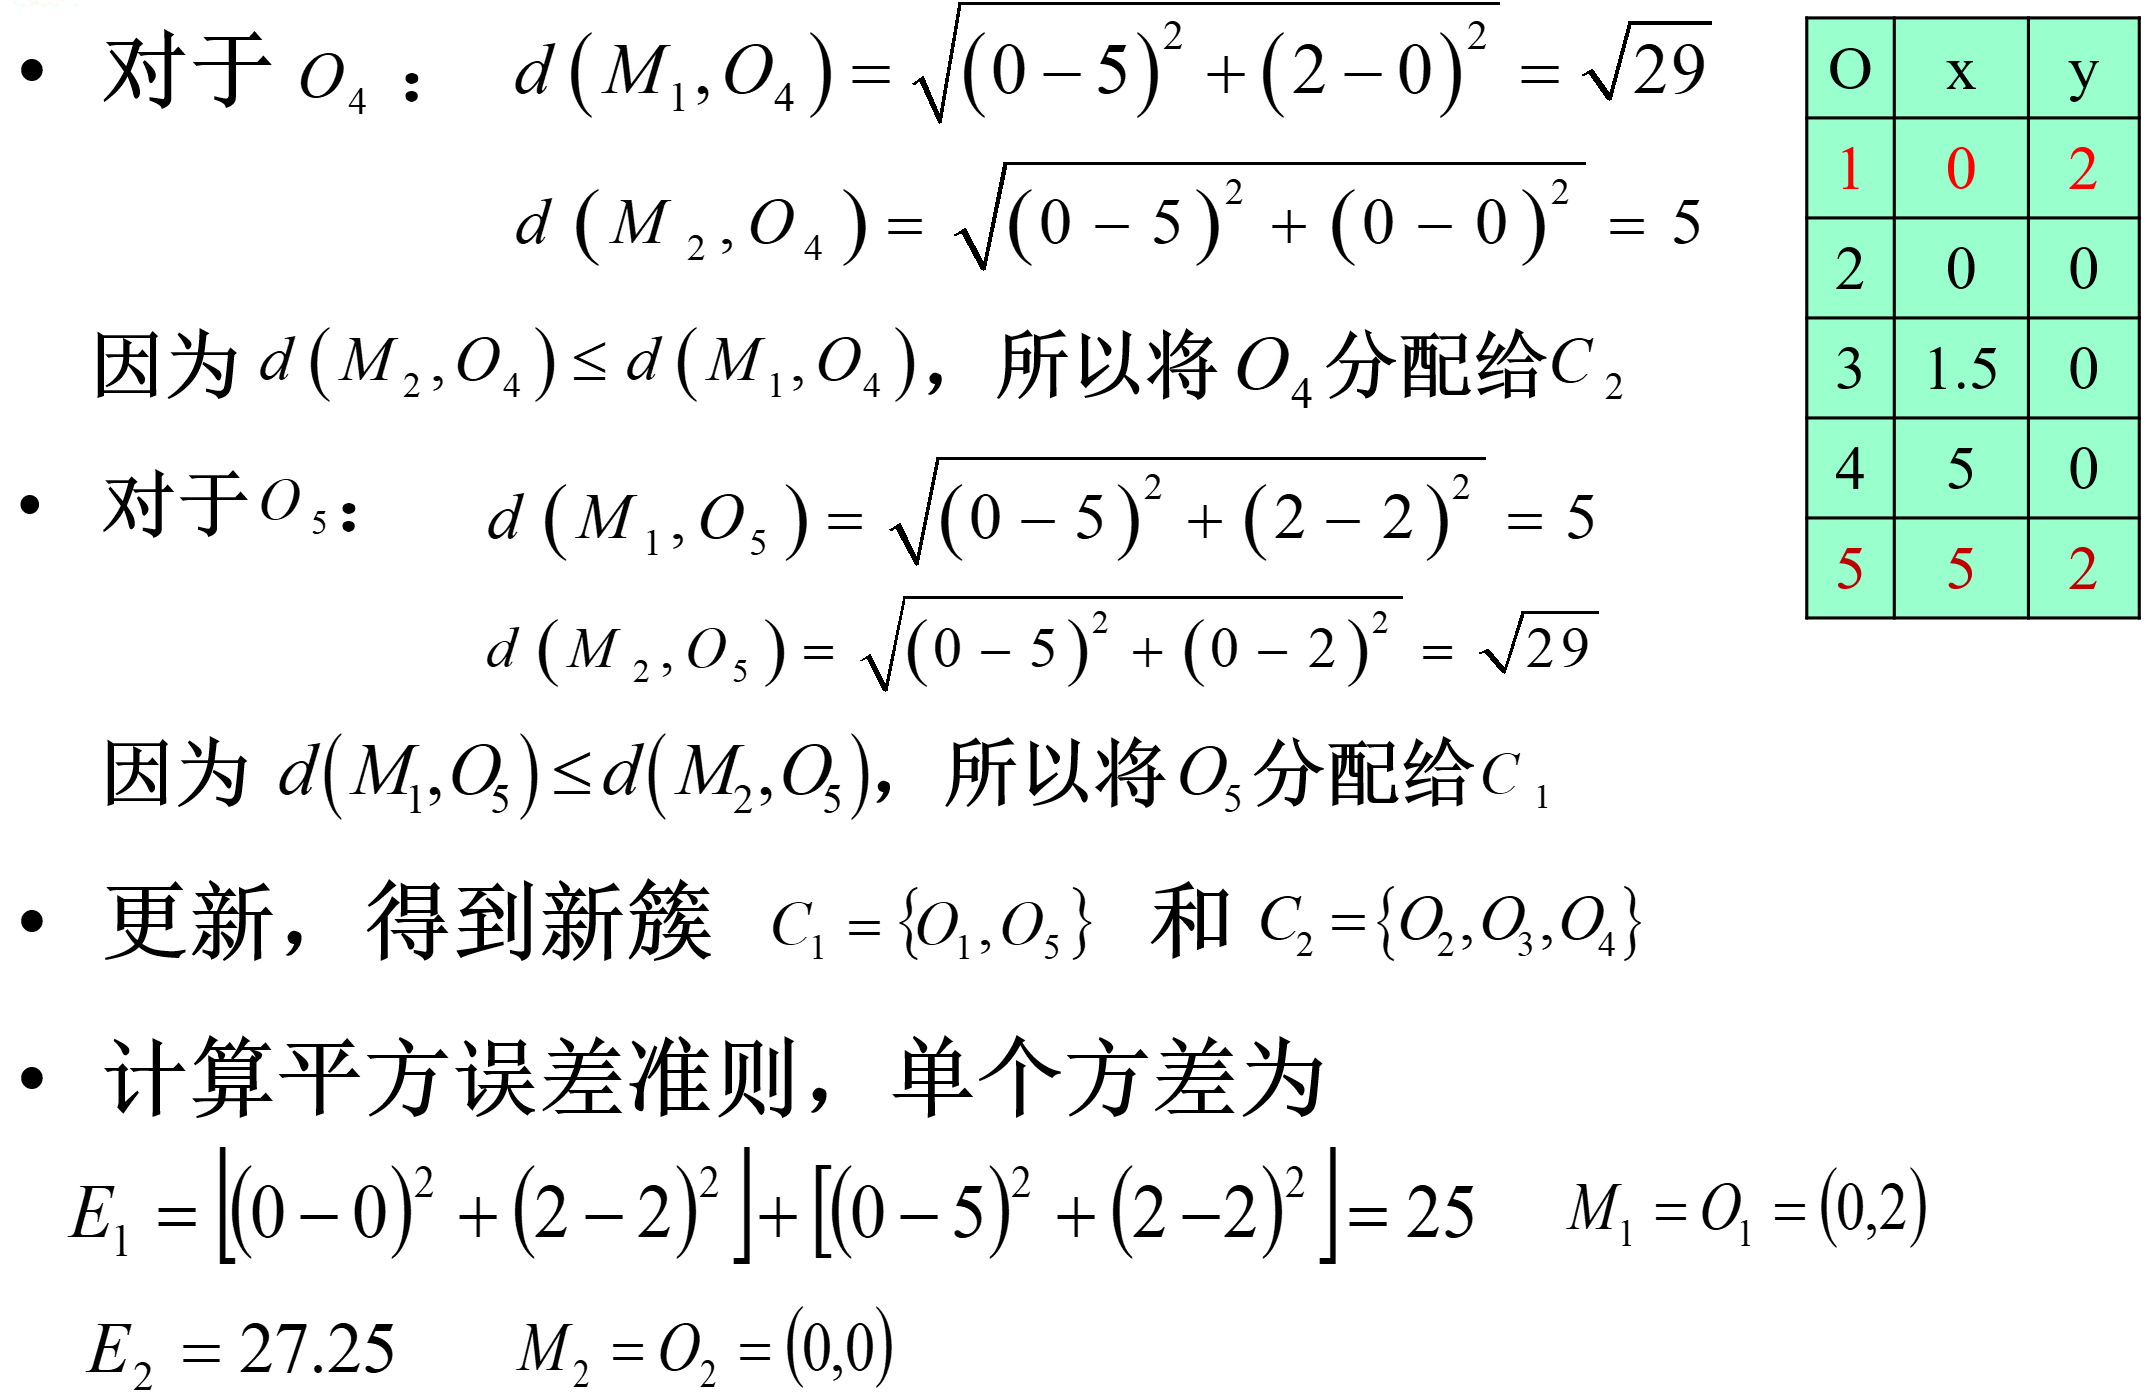 • 对于 O₄ : d(M₁,O₄) = √((0−5)² + (2−0)²) = √29
d(M₂,O₄) = √((0−5)² + (0−0)²) = 5
因为 d(M₂,O₄) ≤ d(M₁,O₄)，所以将 O₄ 分配给 C₂
• 对于 O₅: d(M₁,O₅) = √((0−5)² + (2−2)²) = 5
d(M₂,O₅) = √((0−5)² + (0−2)²) = √29
因为 d(M₁,O₅) ≤ d(M₂,O₅)，所以将 O₅ 分配给 C₁
• 更新，得到新簇 C₁ = {O₁,O₅} 和 C₂ = {O₂,O₃,O₄}
• 计算平方误差准则，单个方差为
E₁ = ⌊(0−0)² + (2−2)²⌋ + [(0−5)² + (2−2)²⌋ = 25 M₁ = O₁ = (0,2)
E₂ = 27.25 M₂ = O₂ = (0,0)
O x y
1 0 2
2 0 0
3 1.5 0
4 5 0
5 5 2